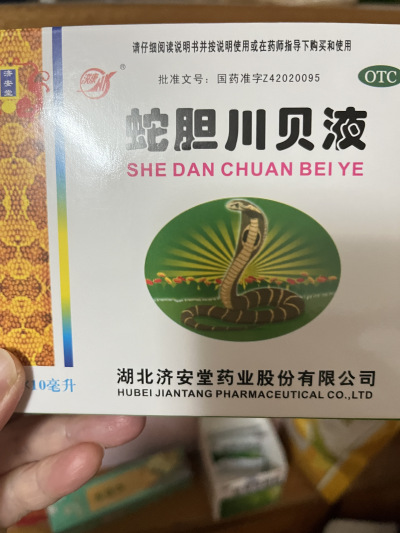 请仔细阅读说明书并按说明使用或在药师指导下购买和使用
济安堂
批准文号：国药准字Z42020095
OTC
蛇胆川贝液
SHE DAN CHUAN BEI YE
10毫升
湖北济安堂药业股份有限公司
HUBEI JIANTANG PHARMACEUTICAL CO.,LTD